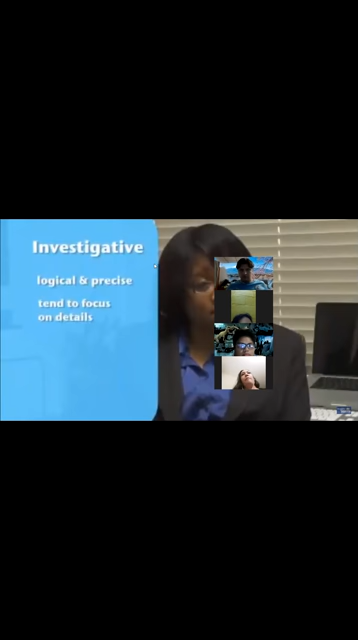 Investigative
logical & precise
tend to focus
on details